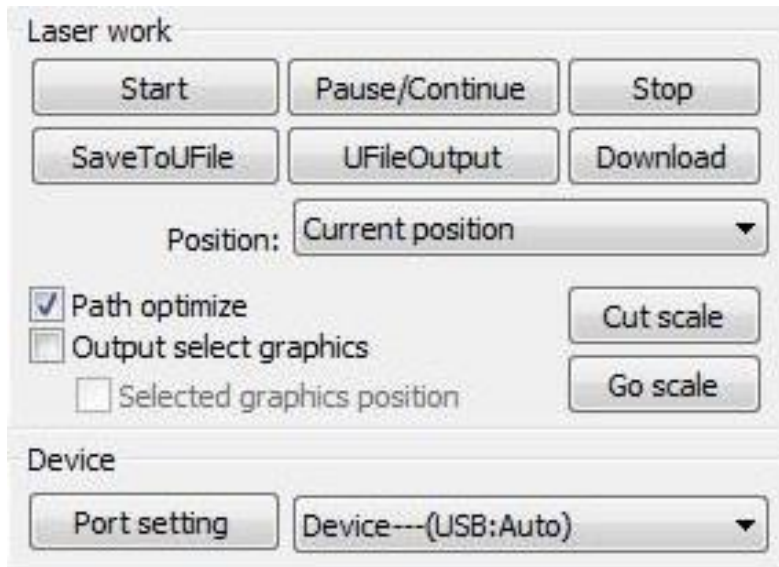 Laser work
Start Pause/Continue Stop
SaveToUFile UFileOutput Download
Position: Current position
Path optimize Cut scale
Output select graphics
Selected graphics position Go scale
Device
Port setting Device---(USB:Auto)